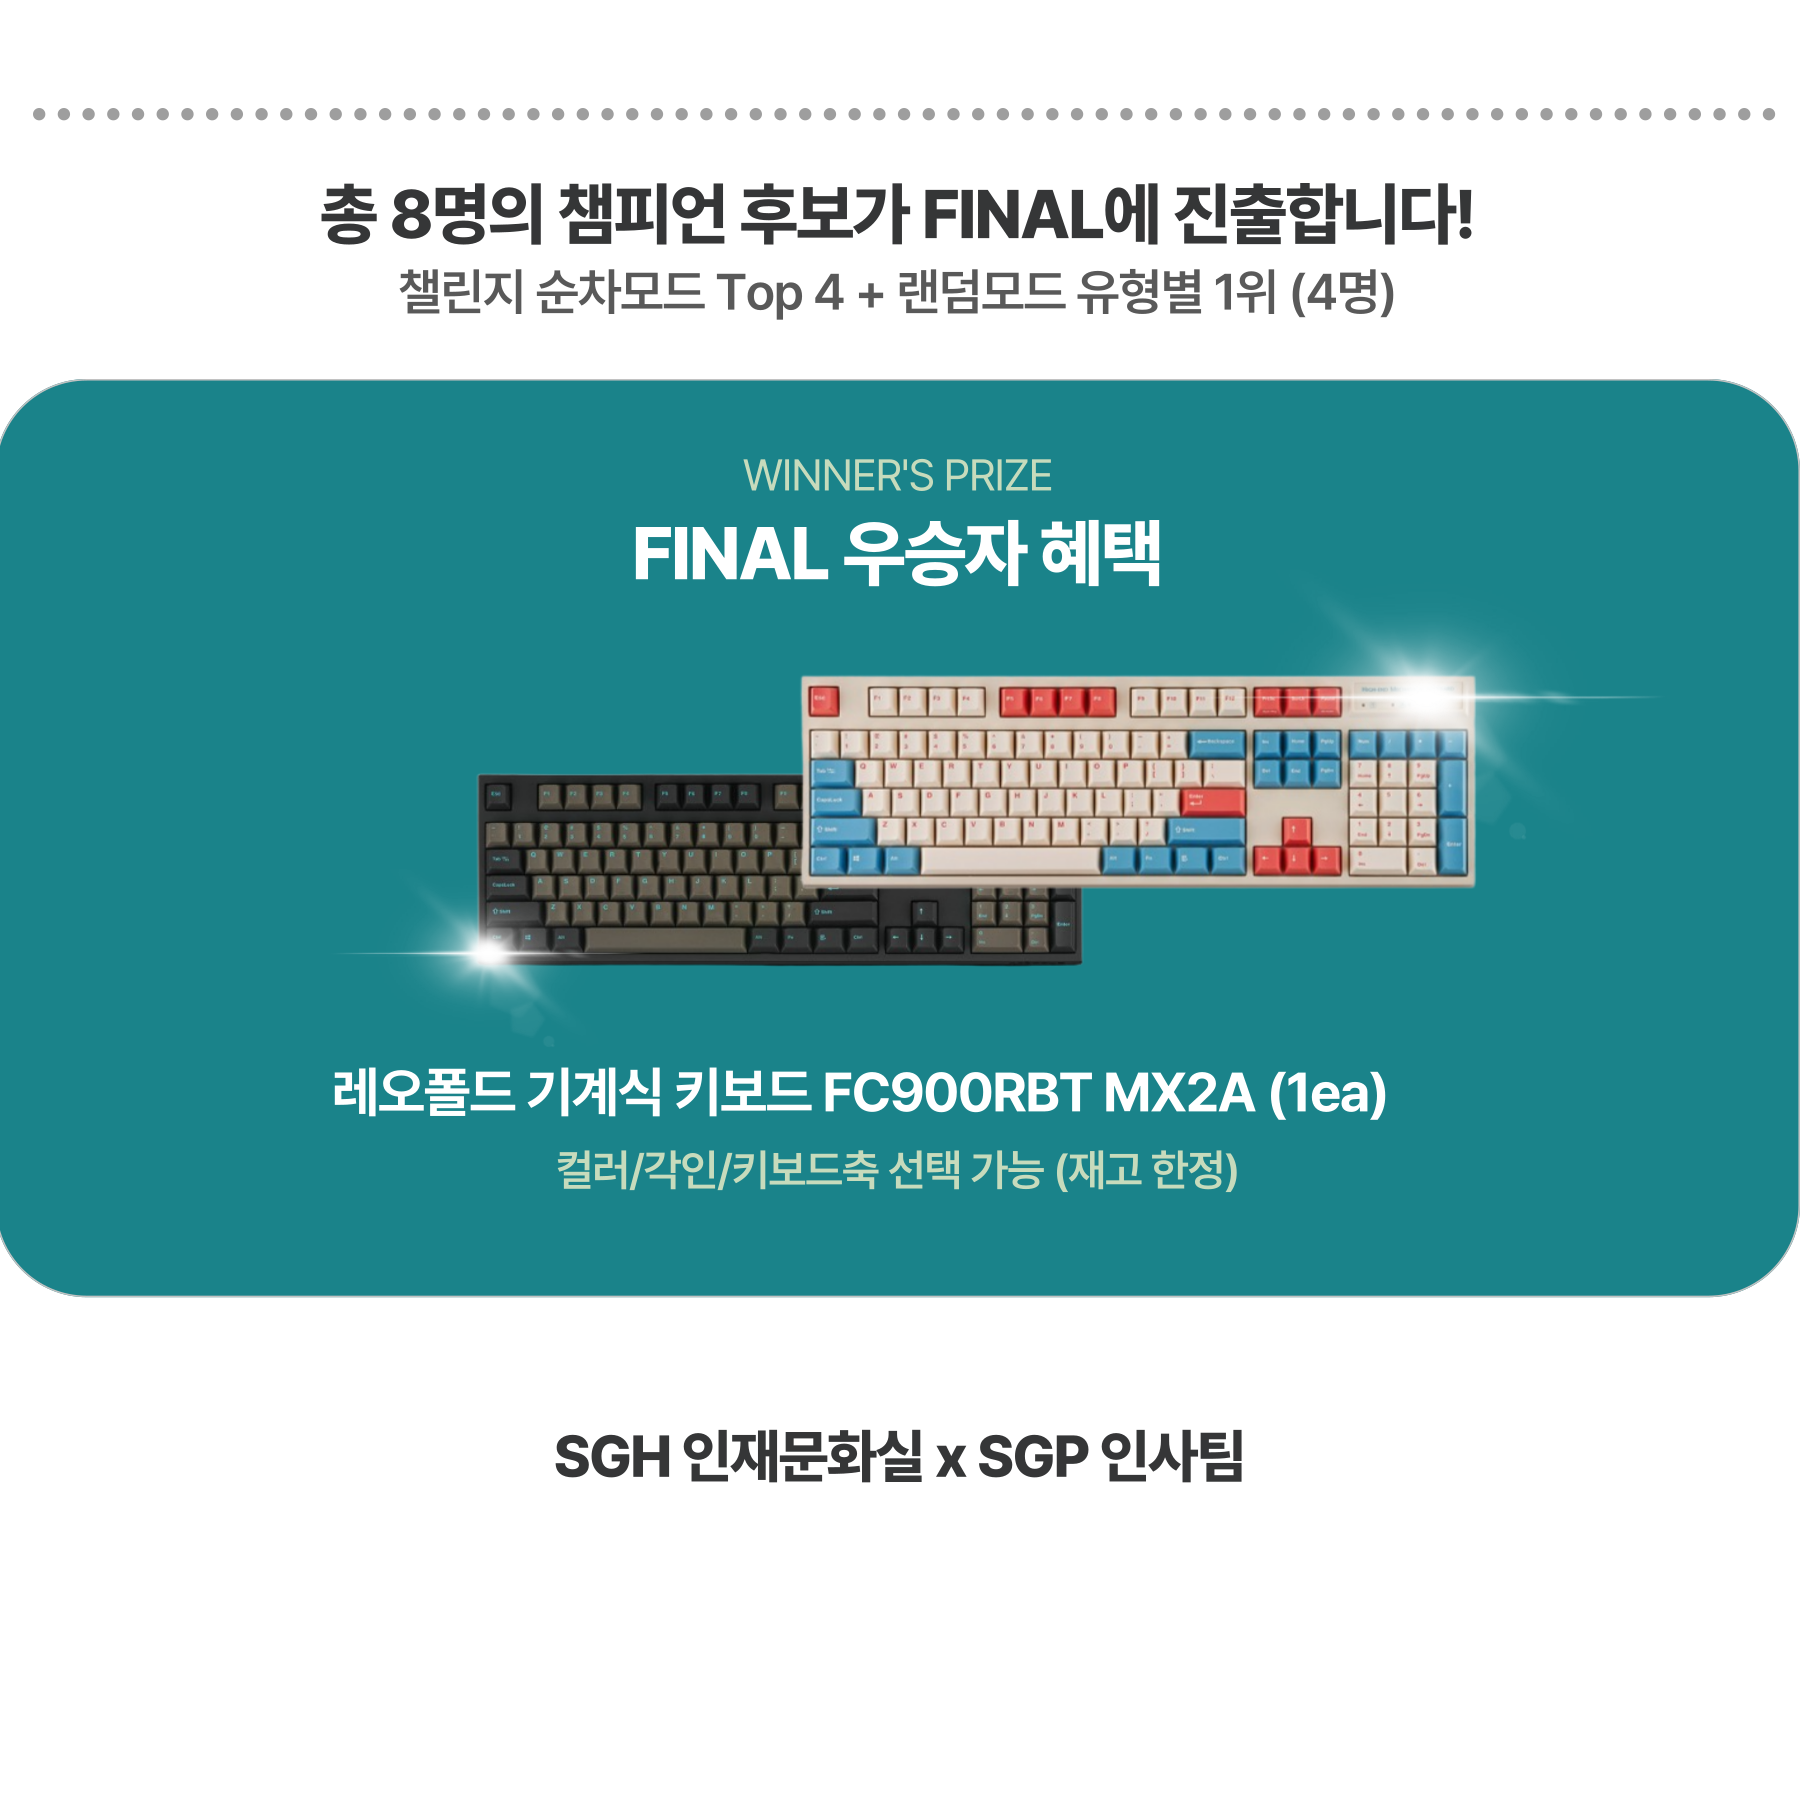 총 8명의 챔피언 후보가 FINAL에 진출합니다!
챌린지 순차모드 Top 4 + 랜덤모드 유형별 1위 (4명)
WINNER'S PRIZE
FINAL 우승자 혜택
레오폴드 기계식 키보드 FC900RBT MX2A (1ea)
컬러/각인/키보드축 선택 가능 (재고 한정)
SGH 인재문화실 x SGP 인사팀